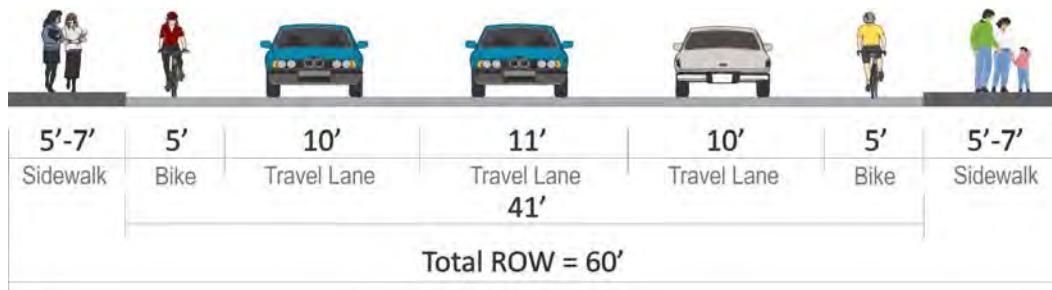 5'-7' 5' 10' 11' 10' 5' 5'-7'
Sidewalk Bike Travel Lane Travel Lane Travel Lane Bike Sidewalk
41'
Total ROW = 60'